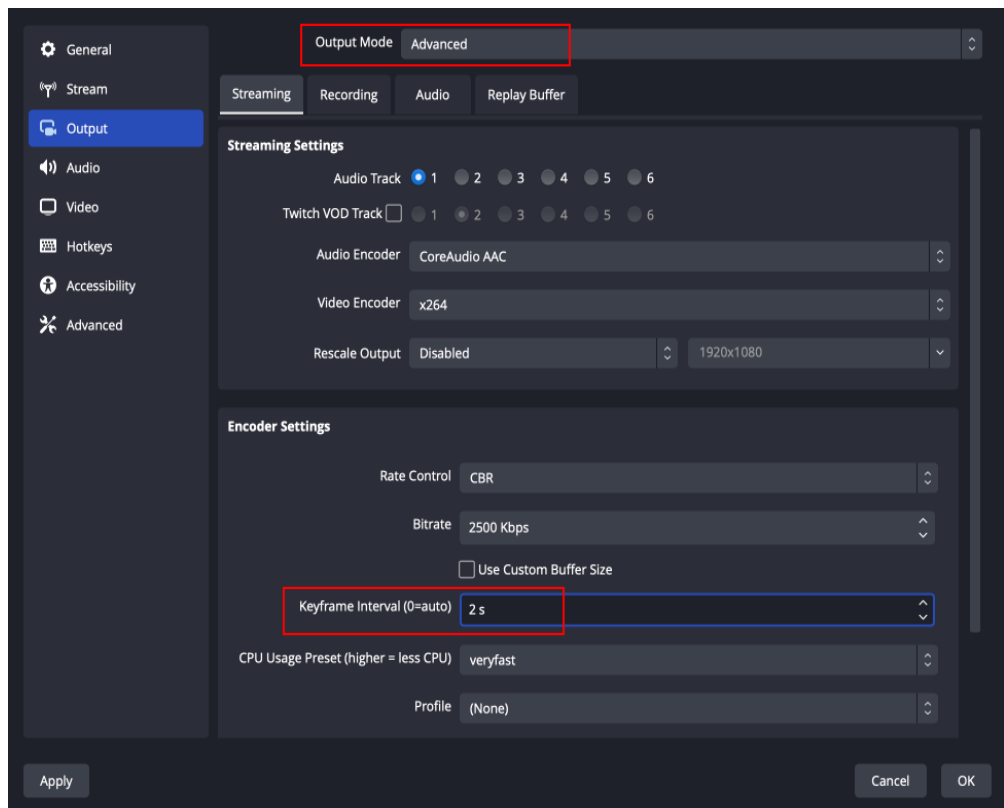 General
Stream
Output
Audio
Video
Hotkeys
Accessibility
Advanced
Output Mode Advanced
Streaming Recording Audio Replay Buffer
Streaming Settings
Audio Track 1 2 3 4 5 6
Twitch VOD Track 1 2 3 4 5 6
Audio Encoder CoreAudio AAC
Video Encoder x264
Rescale Output Disabled 1920x1080
Encoder Settings
Rate Control CBR
Bitrate 2500 Kbps
Use Custom Buffer Size
Keyframe Interval (0=auto) 2 s
CPU Usage Preset (higher = less CPU) veryfast
Profile (None)
Apply Cancel OK